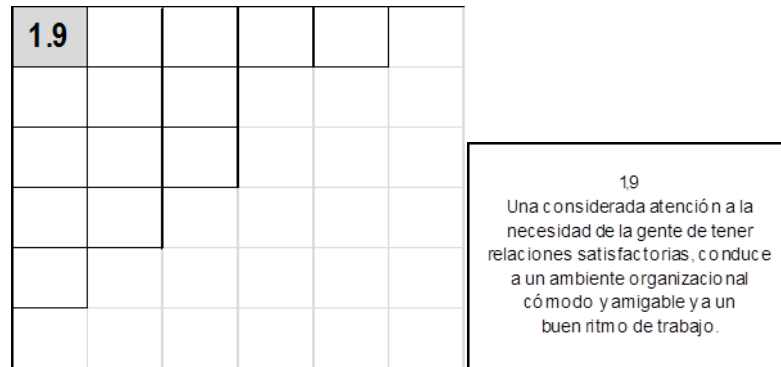 1.9
1,9
Una considerada atención a la
necesidad de la gente de tener
relaciones satisfactorias, conduce
a un ambiente organizacional
cómodo y amigable y a un
buen ritmo de trabajo.